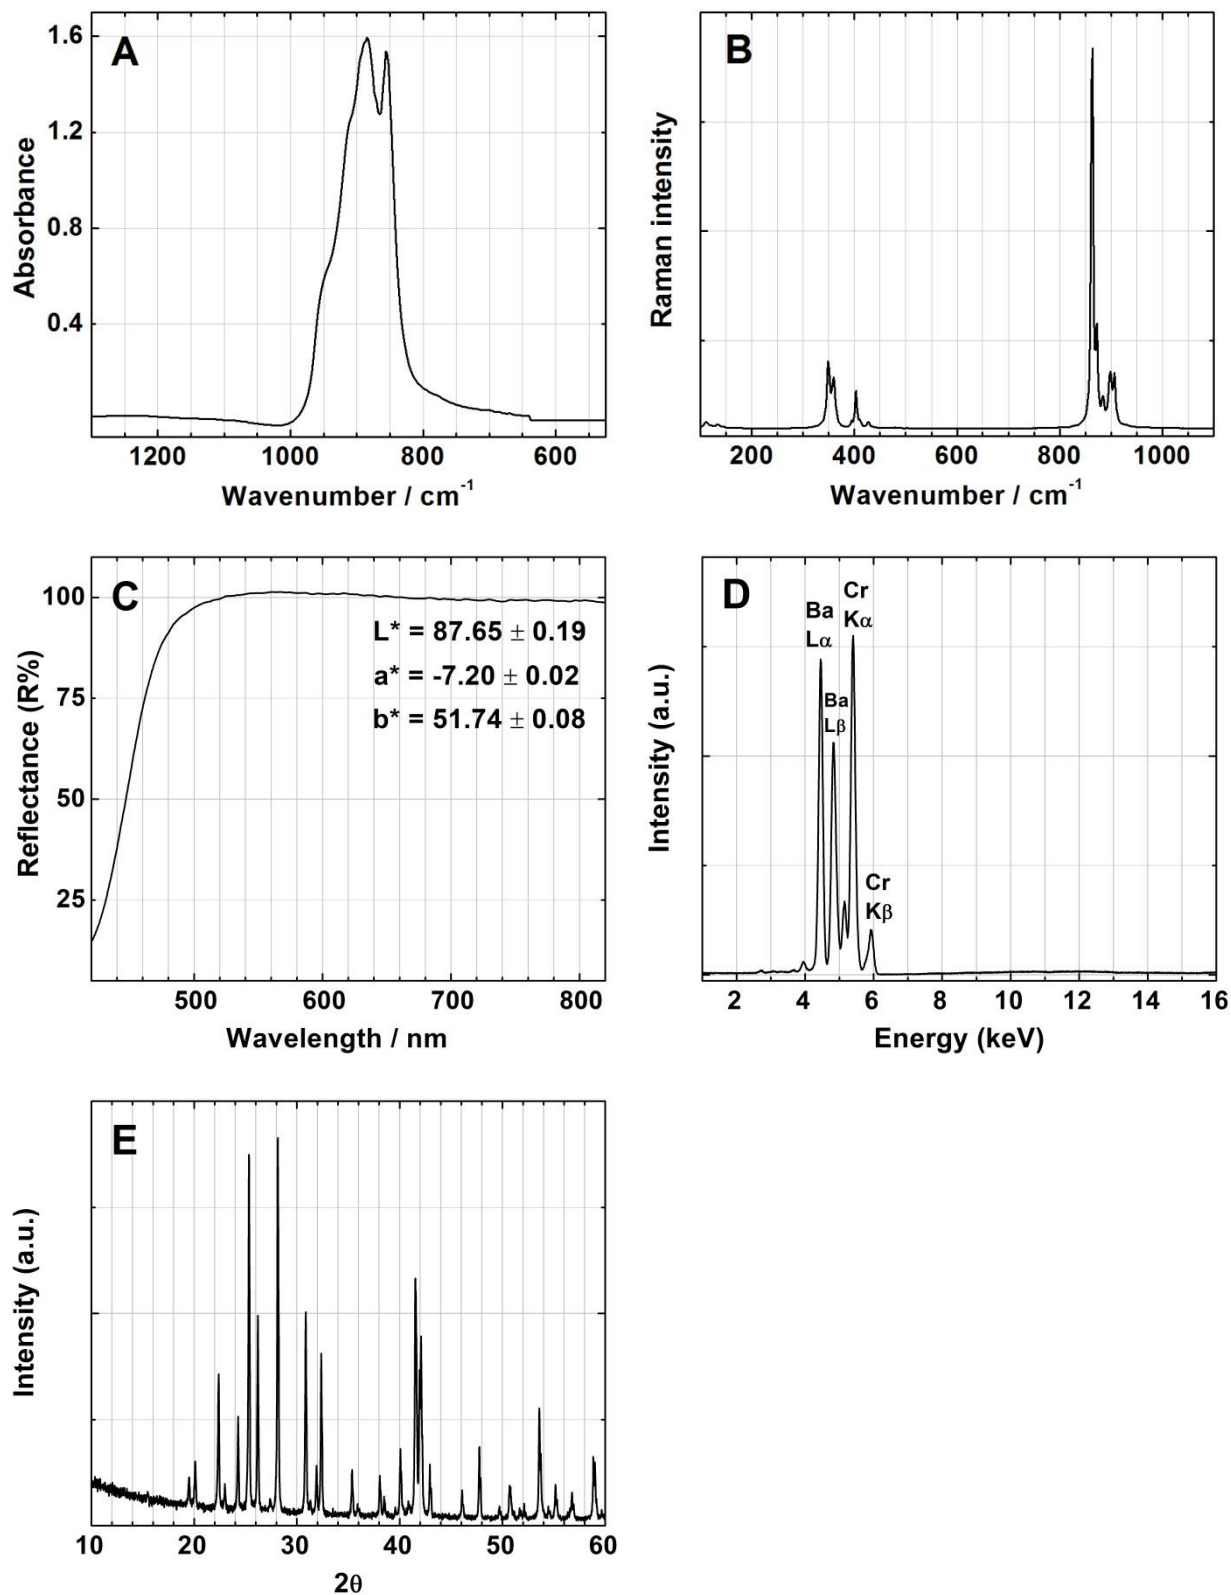 A
1.6
1.2
0.8
0.4
Absorbance
1200 1000 800 600
Wavenumber / cm⁻¹
B
Raman intensity
200 400 600 800 1000
Wavenumber / cm⁻¹
C
100
75
50
25
Reflectance (R%)
L* = 87.65 ± 0.19
a* = -7.20 ± 0.02
b* = 51.74 ± 0.08
500 600 700 800
Wavelength / nm
D
Intensity (a.u.)
Ba
Lα
Ba
Lβ
Cr
Kα
Cr
Kβ
2 4 6 8 10 12 14 16
Energy (keV)
E
Intensity (a.u.)
10 20 30 40 50 60
2θ